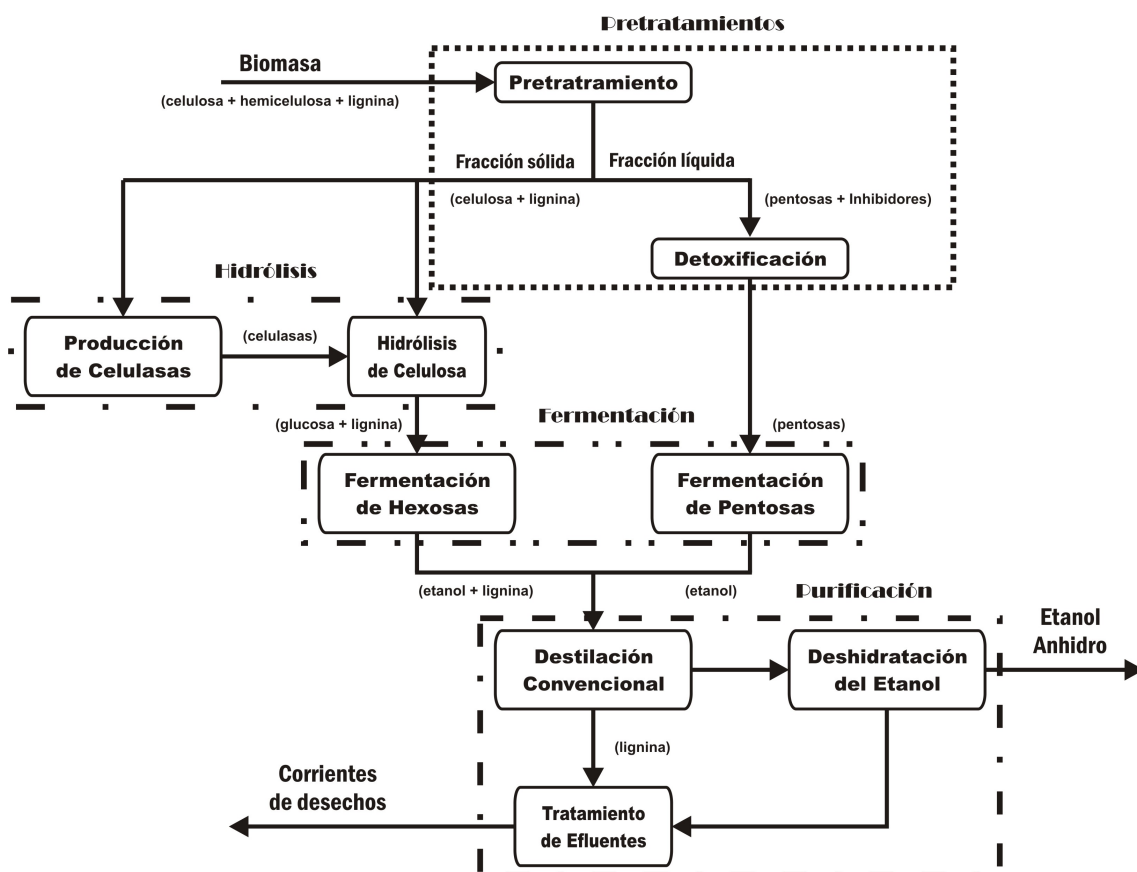 Pretratamientos
Biomasa
(celulosa + hemicelulosa + lignina)
Pretratramiento
Fracción sólida
Fracción líquida
(celulosa + lignina)
(pentosas + Inhibidores)
Detoxificación
Hidrólisis
Producción
de Celulasas
(celulasas)
Hidrólisis
de Celulosa
(glucosa + lignina)
Fermentación
(pentosas)
Fermentación
de Hexosas
Fermentación
de Pentosas
(etanol + lignina)
(etanol)
Purificación
Destilación
Convencional
Deshidratación
del Etanol
Etanol
Anhidro
(lignina)
Corrientes
de desechos
Tratamiento
de Efluentes